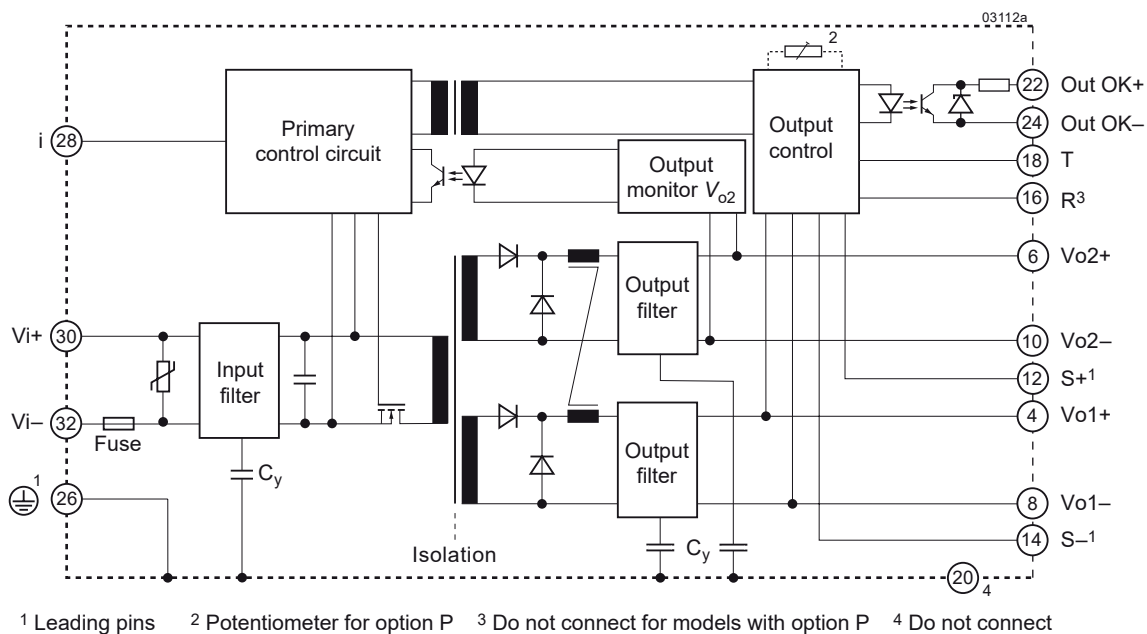 03112a
2
22 Out OK+
i 28
Primary
control circuit
Output
control
24 Out OK–
18 T
Output
monitor Vo2
16 R3
6 Vo2+
Output
filter
Vi+ 30
10 Vo2–
Input
filter
12 S+1
4 Vo1+
Vi– 32
Fuse
Output
filter
Cy
1
26
8 Vo1–
14 S–1
Isolation
Cy
20 4
1 Leading pins 2 Potentiometer for option P 3 Do not connect for models with option P 4 Do not connect